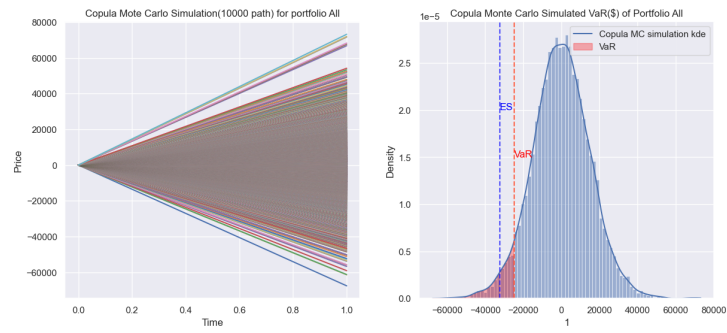 Copula Mote Carlo Simulation(10000 path) for portfolio All
80000
60000
40000
20000
0
−20000
−40000
−60000
Price
0.0
0.2
0.4
0.6
0.8
1.0
Time
Copula Monte Carlo Simulated VaR($) of Portfolio All
1e−5
Copula MC simulation kde
VaR
ES
VaR
2.5
2.0
1.5
1.0
0.5
0.0
Density
−60000
−40000
−20000
0
20000
40000
60000
80000
1